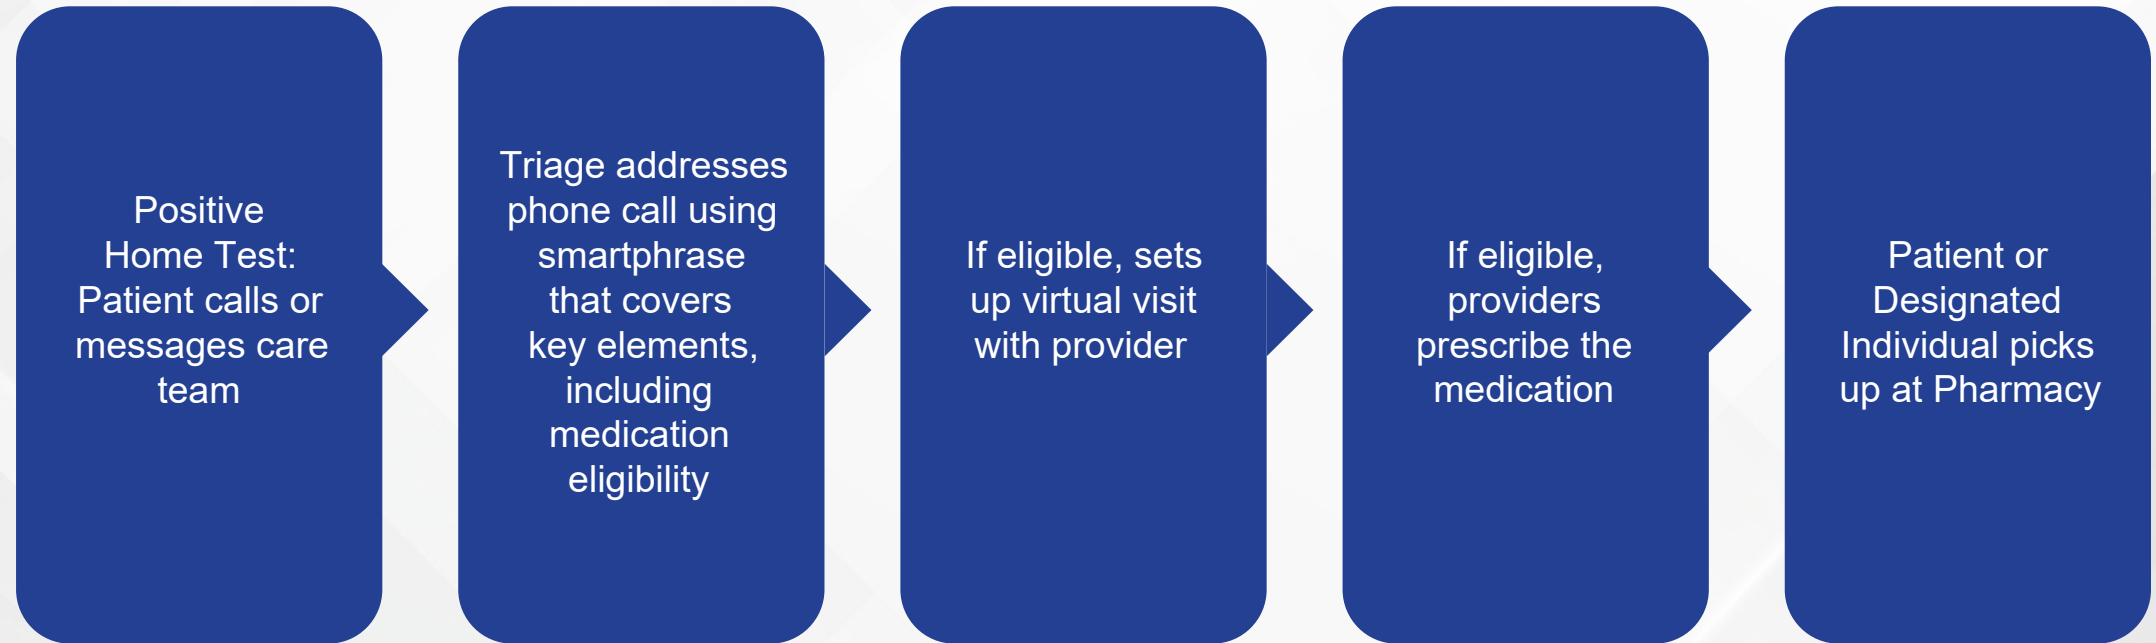 Positive
Home Test:
Patient calls or
messages care
team
Triage addresses
phone call using
smartphrase
that covers
key elements,
including
medication
eligibility
If eligible, sets
up virtual visit
with provider
If eligible,
providers
prescribe the
medication
Patient or
Designated
Individual picks
up at Pharmacy